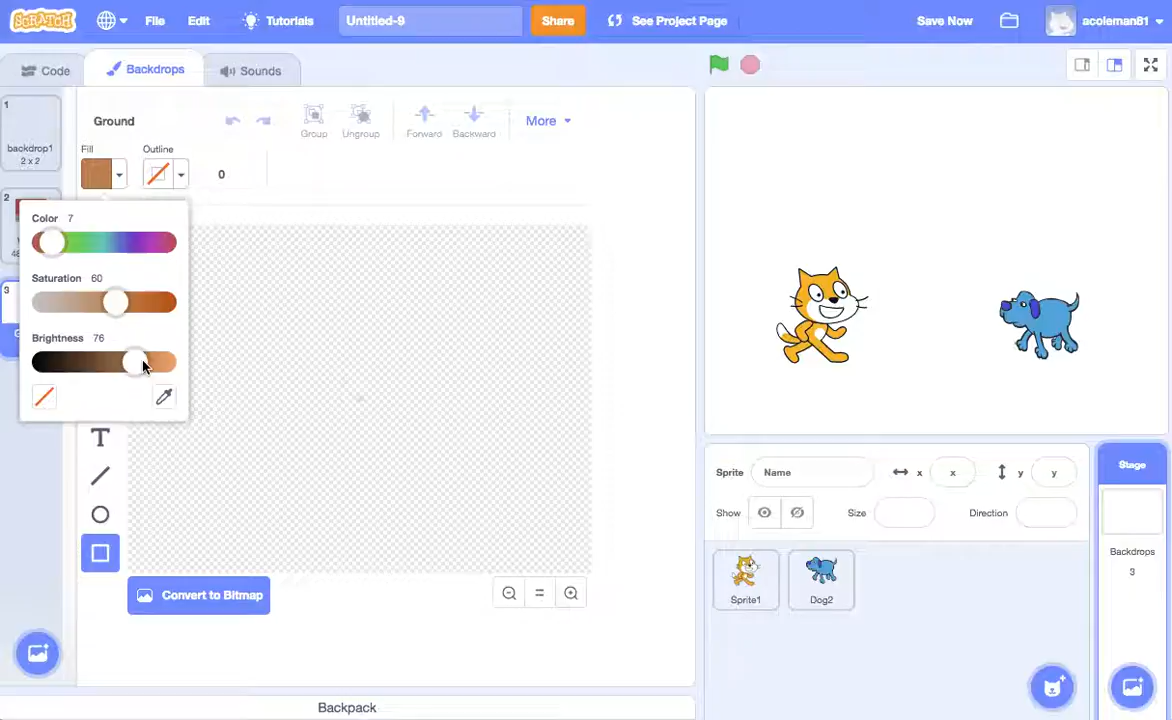 SCRATCH File Edit Tutorials Untitled-9 Share See Project Page Save Now acoleman81
Code Backdrops Sounds
1
backdrop1
2 x 2
2
3
Ground
Group Ungroup Forward Backward More
Fill Outline
0
Color 7
Saturation 60
Brightness 76
T
Convert to Bitmap
Sprite Name x x y y
Show Size Direction
Sprite1 Dog2
Stage
Backdrops
3
Backpack